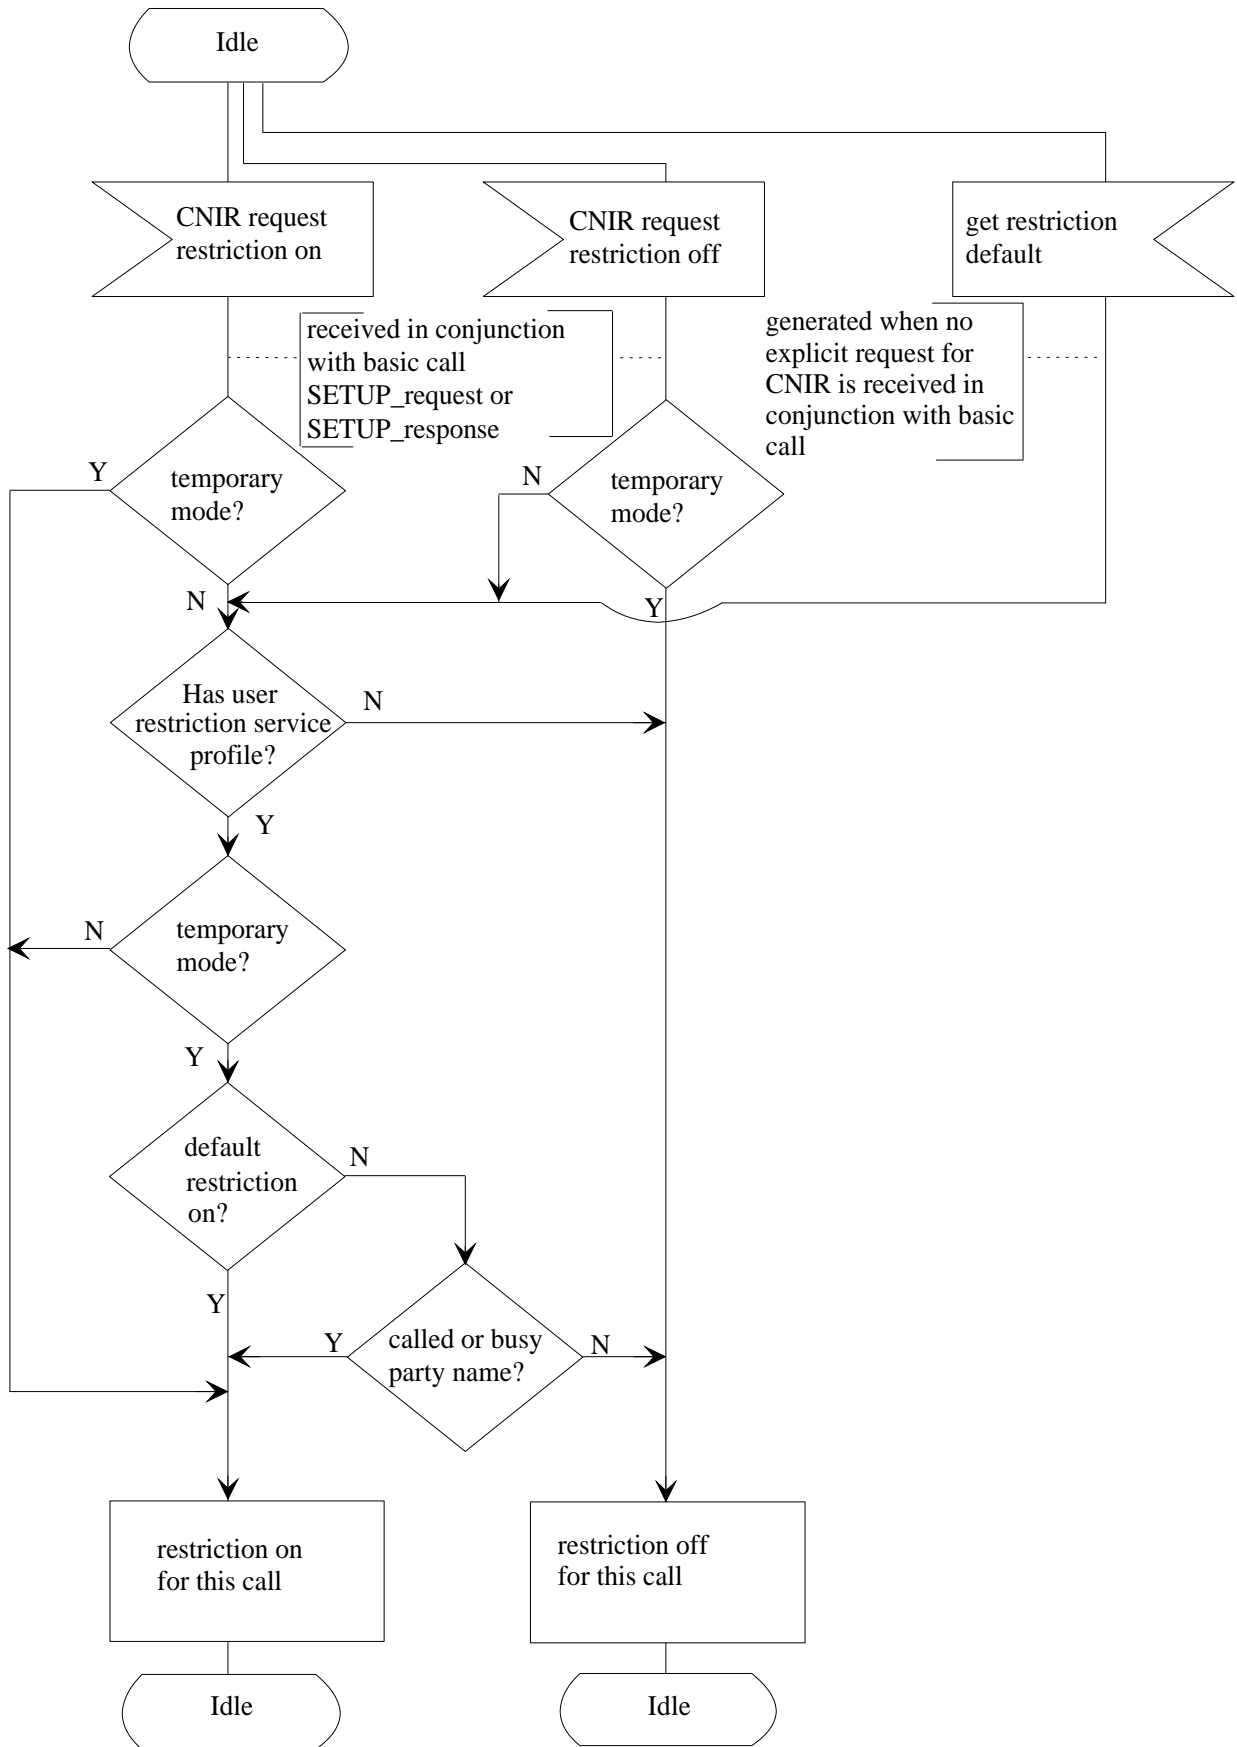 Idle
CNIR request
restriction on
CNIR request
restriction off
get restriction
default
received in conjunction
with basic call
SETUP_request or
SETUP_response
generated when no
explicit request for
CNIR is received in
conjunction with basic
call
Y
temporary
mode?
N
temporary
mode?
N
Y
Has user
restriction service
profile?
N
Y
N
temporary
mode?
Y
default
restriction
on?
N
Y
Y
called or busy
party name?
N
restriction on
for this call
restriction off
for this call
Idle
Idle